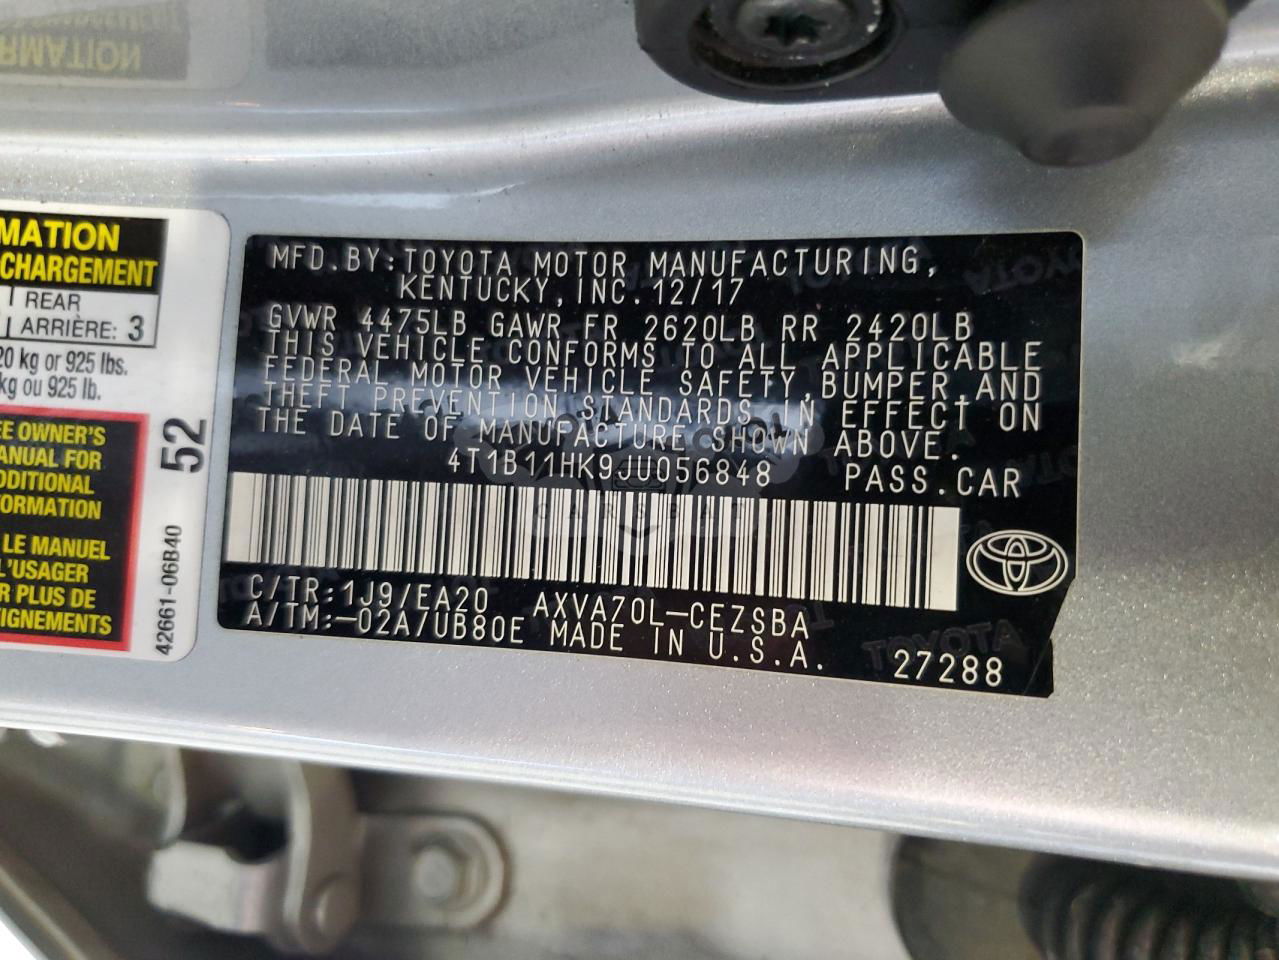 MATION
CHARGEMENT
REAR
ARRIÈRE: 3
20 kg or 925 lbs.
kg ou 925 lb.
EE OWNER'S
MANUAL FOR
ADDITIONAL
FORMATION
LE MANUEL
L'USAGER
R PLUS DE
EIGNEMENTS
52
42661-06B40
MFD.BY:TOYOTA MOTOR MANUFACTURING,
KENTUCKY,INC.12/17
GVWR 4475LB GAWR FR 2620LB RR 2420LB
THIS VEHICLE CONFORMS TO ALL APPLICABLE
FEDERAL MOTOR VEHICLE SAFETY,BUMPER,AND
THEFT PREVENTION STANDARDS IN EFFECT ON
THE DATE OF MANUFACTURE SHOWN ABOVE.
4T1B11HK9JU056848 PASS.CAR
CARSBAT
C/TR:1J9/EA20 AXVA70L-CEZSBA
A/TM:-02A/UB80E MADE IN U.S.A.
27288
TOYOTA